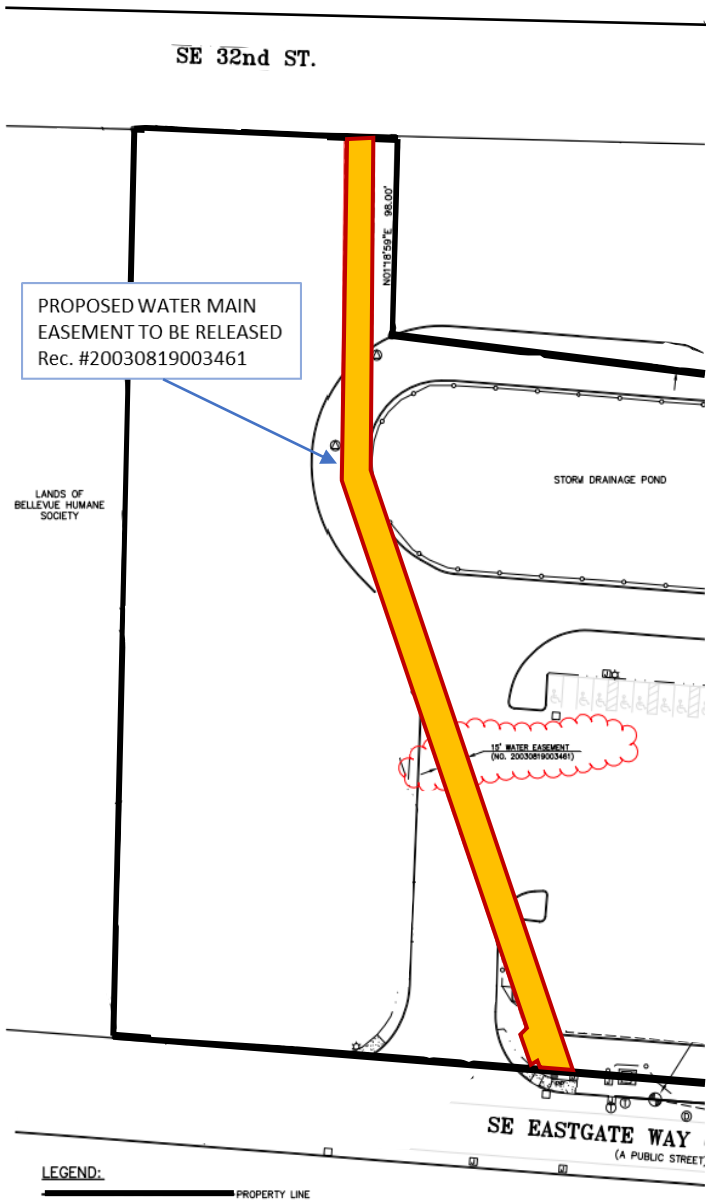 SE 32nd ST.
N01°18'59"E 98.00'
PROPOSED WATER MAIN
EASEMENT TO BE RELEASED
Rec. #20030819003461
STORM DRAINAGE POND
LANDS OF
BELLEVUE HUMANE
SOCIETY
15' WATER EASEMENT
(NO. 20030819003461)
SE EASTGATE WAY
(A PUBLIC STREET)
LEGEND:
PROPERTY LINE